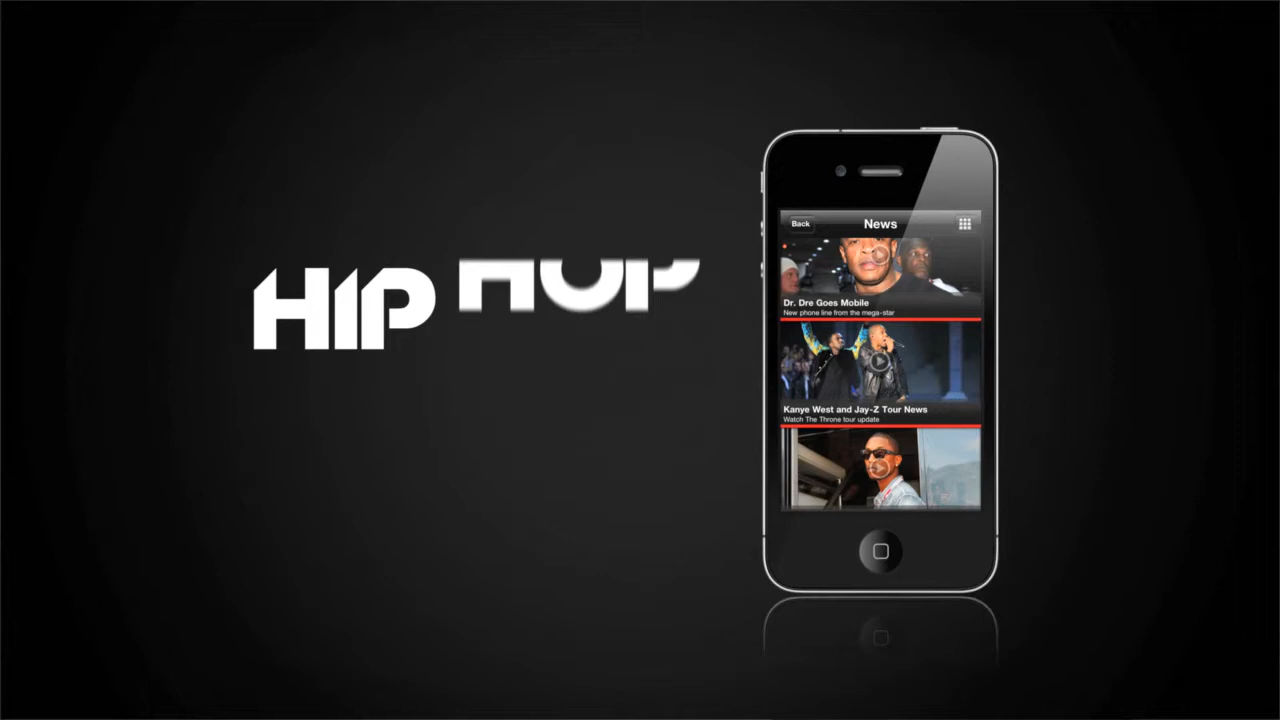 HIP HOP
Back
News
Dr. Dre Goes Mobile
New phone line from the mega-star
Kanye West and Jay-Z Tour News
Watch The Throne tour update